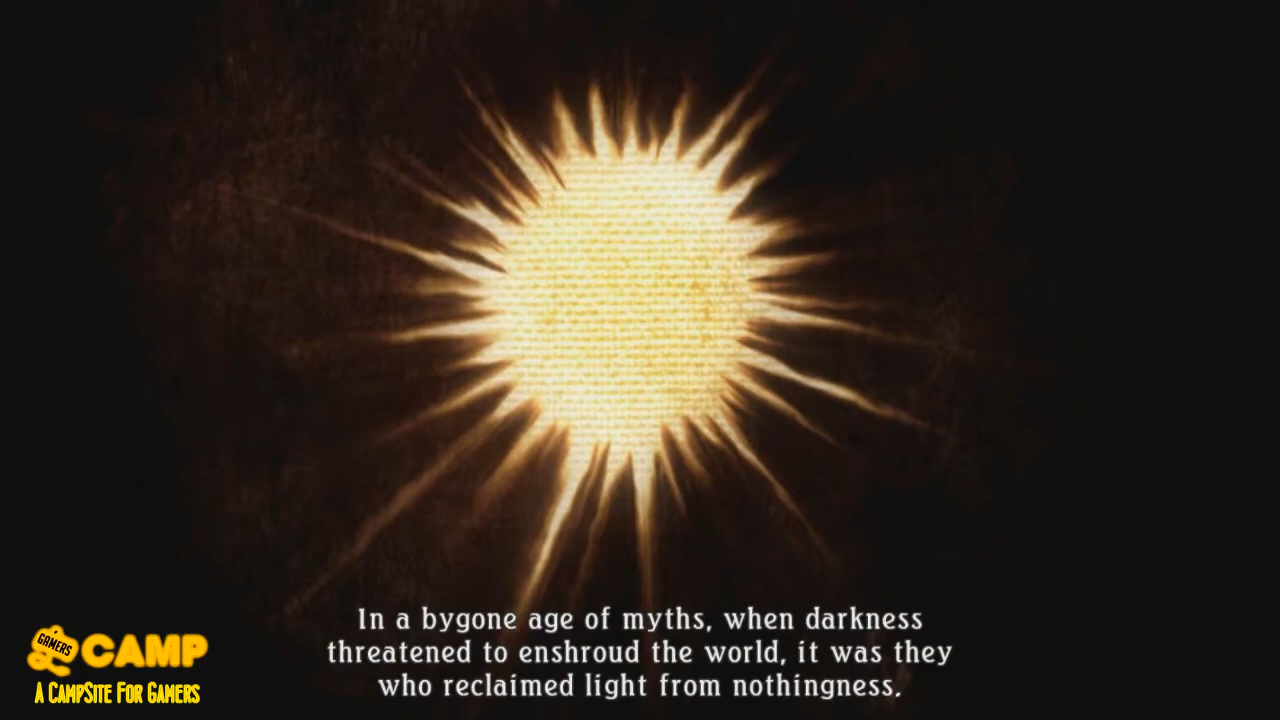 In a bygone age of myths, when darkness
threatened to enshroud the world, it was they
who reclaimed light from nothingness.
GAMERS
CAMP
A CAMPSITE FOR GAMERS